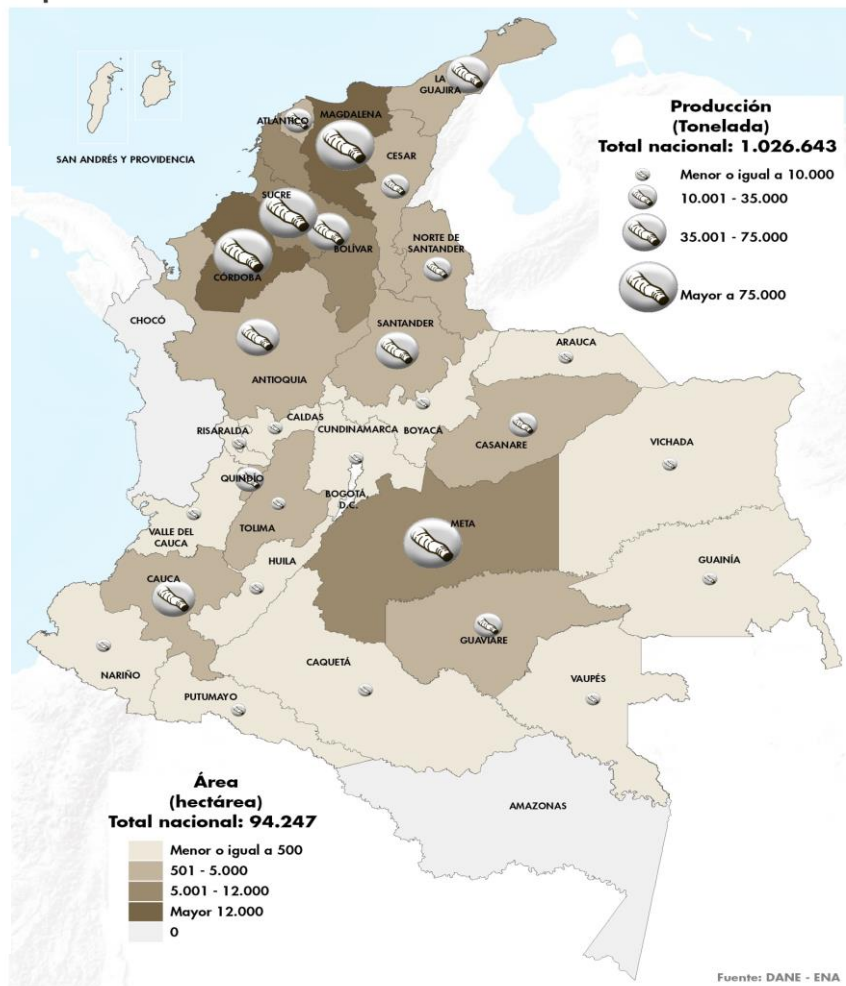 LA
GUAJIRA
ATLÁNTICO
MAGDALENA
CESAR
SAN ANDRÉS Y PROVIDENCIA
SUCRE
BOLÍVAR
NORTE DE
SANTANDER
CÓRDOBA
CHOCÓ
SANTANDER
ARAUCA
ANTIOQUIA
CALDAS
RISARALDA
CUNDINAMARCA
BOYACÁ
CASANARE
VICHADA
QUINDÍO
BOGOTÁ,
D.C.
META
TOLIMA
VALLE DEL
CAUCA
HUILA
GUAINÍA
CAUCA
GUAVIARE
CAQUETÁ
NARIÑO
VAUPÉS
PUTUMAYO
AMAZONAS
Producción
(Tonelada)
Total nacional: 1.026.643
Menor o igual a 10.000
10.001 - 35.000
35.001 - 75.000
Mayor a 75.000
Área
(hectárea)
Total nacional: 94.247
Menor o igual a 500
501 - 5.000
5.001 - 12.000
Mayor 12.000
0
Fuente: DANE - ENA